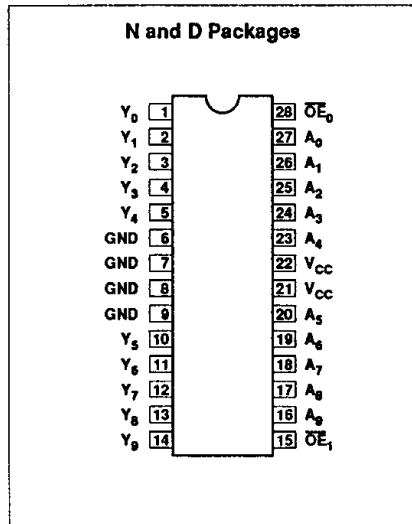 N and D Packages
Y0 1 28 OE0
Y1 2 27 A0
Y2 3 26 A1
Y3 4 25 A2
Y4 5 24 A3
GND 6 23 A4
GND 7 22 VCC
GND 8 21 VCC
GND 9 20 A5
Y5 10 19 A6
Y6 11 18 A7
Y7 12 17 A8
Y8 13 16 A9
Y9 14 15 OE1